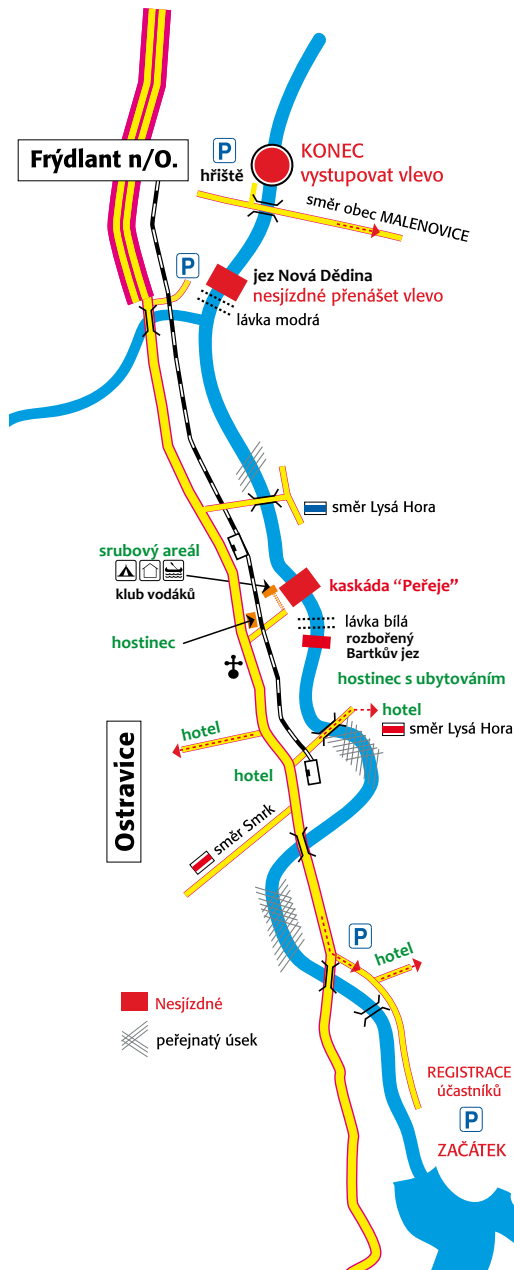 P
KONEC
hřiště
vystupovat vlevo
Frýdlant n/O.
směr obec MALENOVICE
P
jez Nová Dědina
nesjízdné přenášet vlevo
lávka modrá
směr Lysá Hora
srubový areál
klub vodáků
kaskáda “Peřeje”
lávka bílá
rozbořený
Bartkův jez
hostinec
hostinec s ubytováním
hotel
směr Lysá Hora
hotel
Ostravice
hotel
směr Smrk
P
hotel
Nesjízdné
peřejnatý úsek
REGISTRACE
účastníků
P
ZAČÁTEK